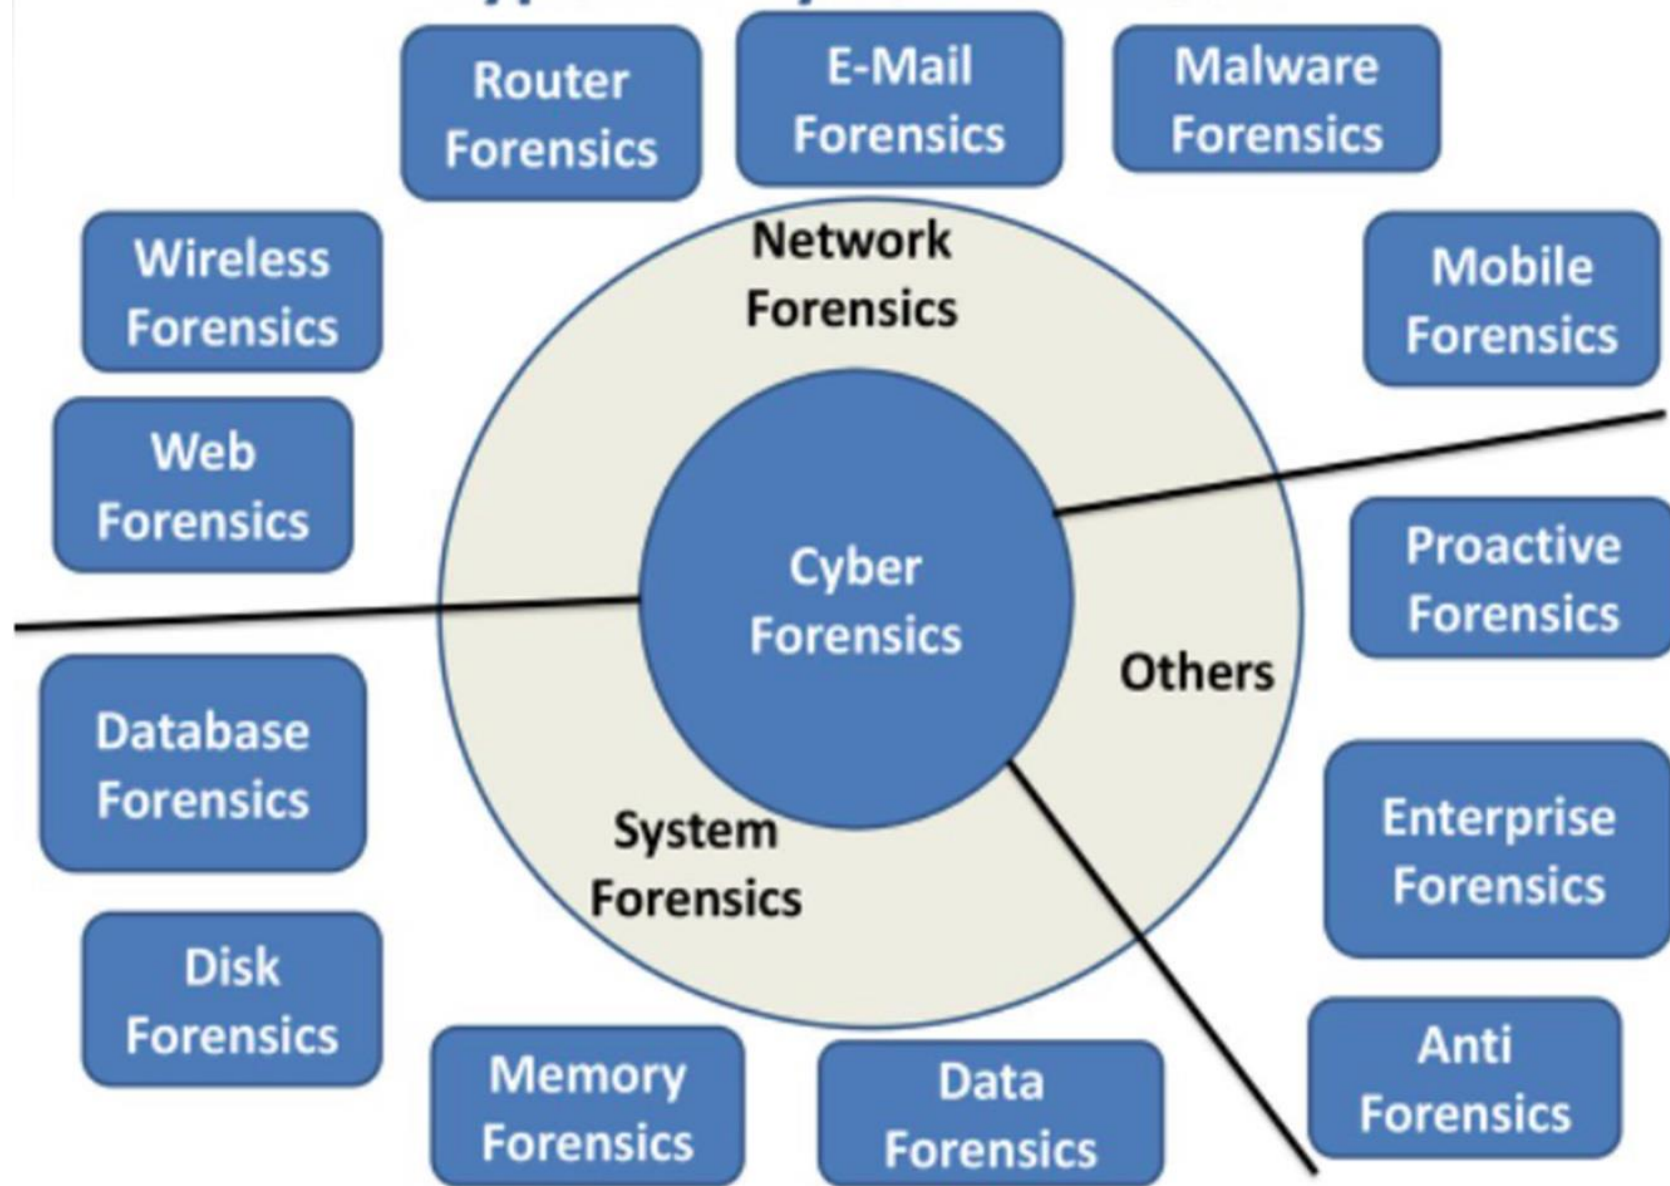 Router
Forensics
E-Mail
Forensics
Malware
Forensics
Wireless
Forensics
Network
Forensics
Mobile
Forensics
Web
Forensics
Cyber
Forensics
Proactive
Forensics
Others
Database
Forensics
System
Forensics
Enterprise
Forensics
Disk
Forensics
Memory
Forensics
Data
Forensics
Anti
Forensics